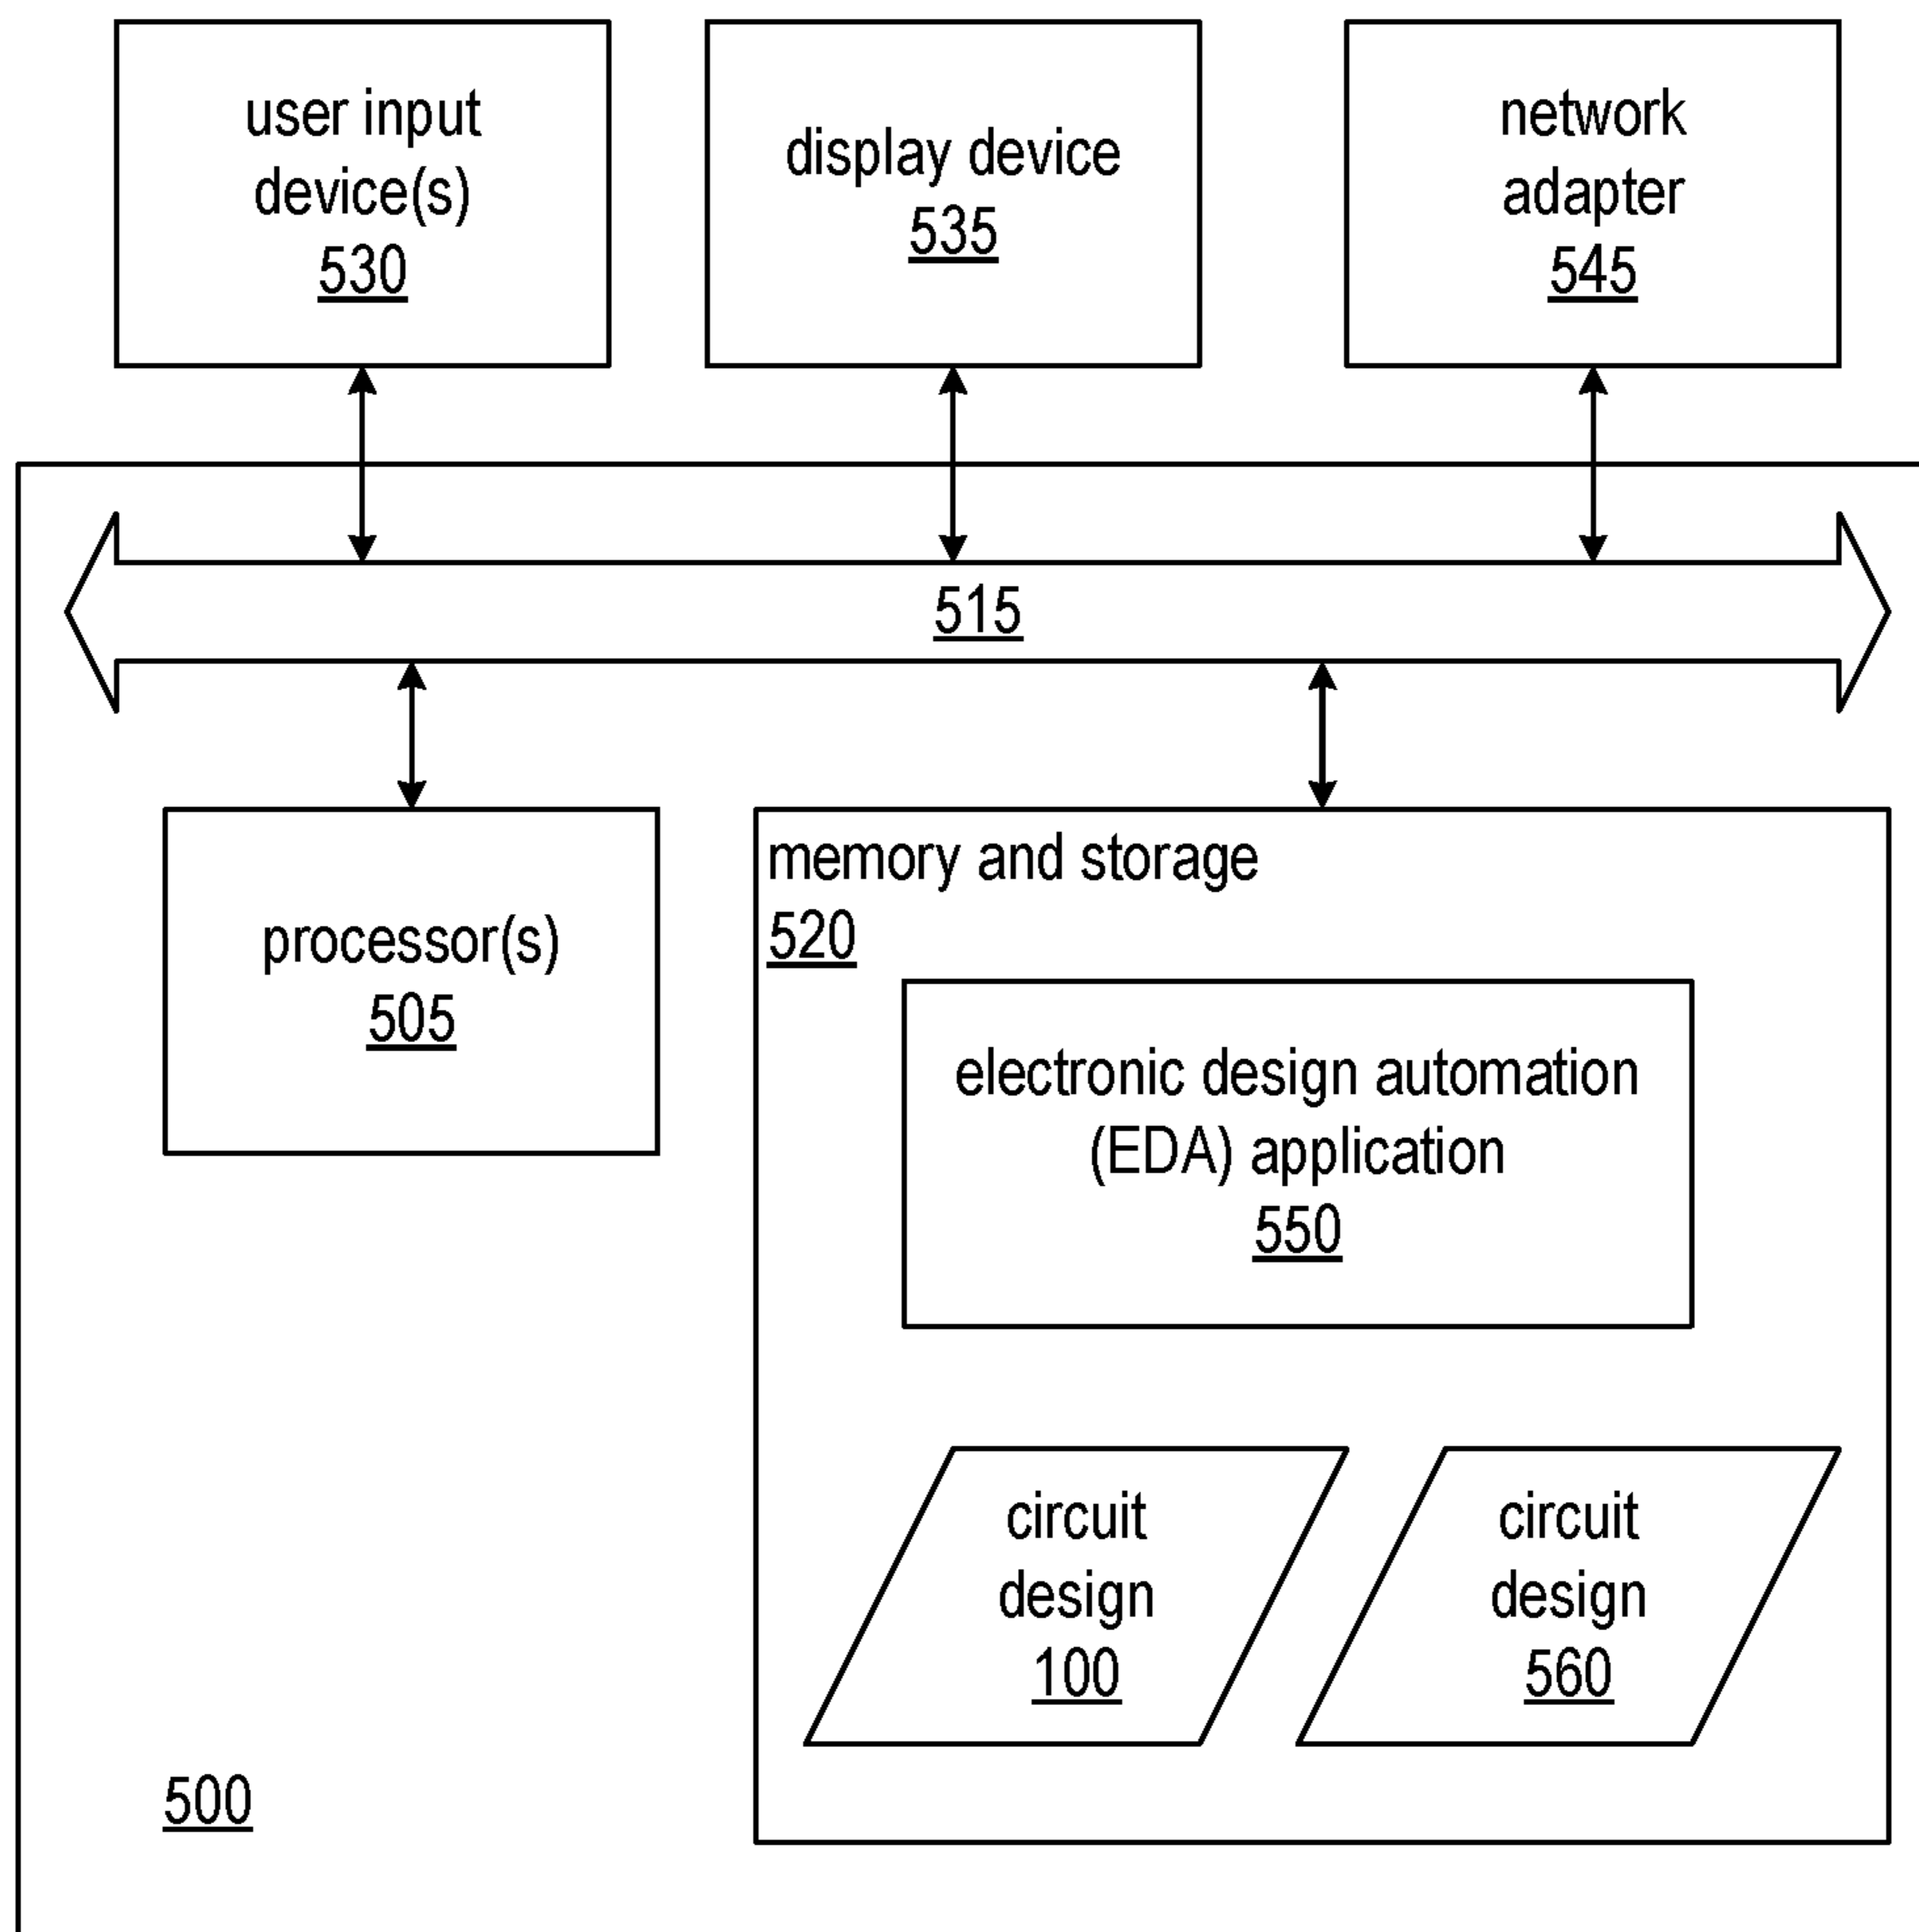 user input
device(s)
530
display device
535
network
adapter
545
515
processor(s)
505
memory and storage
520
electronic design automation
(EDA) application
550
circuit
design
100
circuit
design
560
500